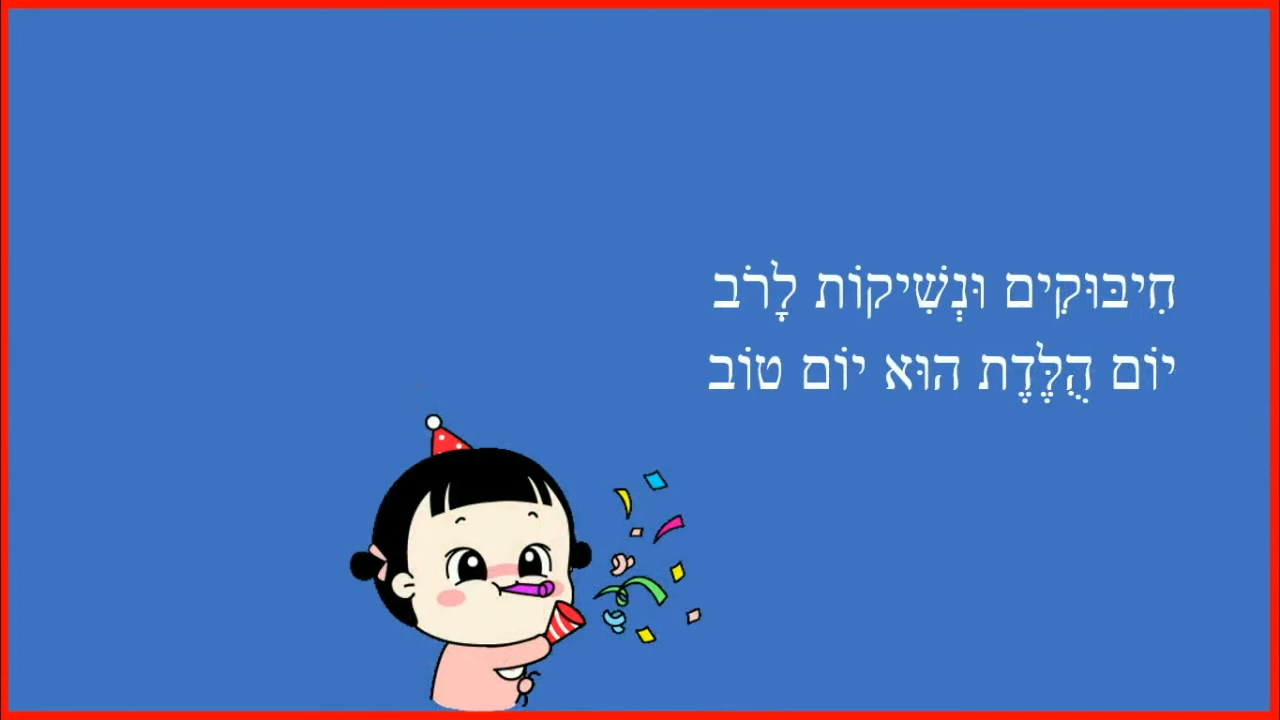 חִיבּוּקִים וּנְשִׁיקוֹת לָרֹב
יוֹם הֻלֶּדֶת הוּא יוֹם טוֹב